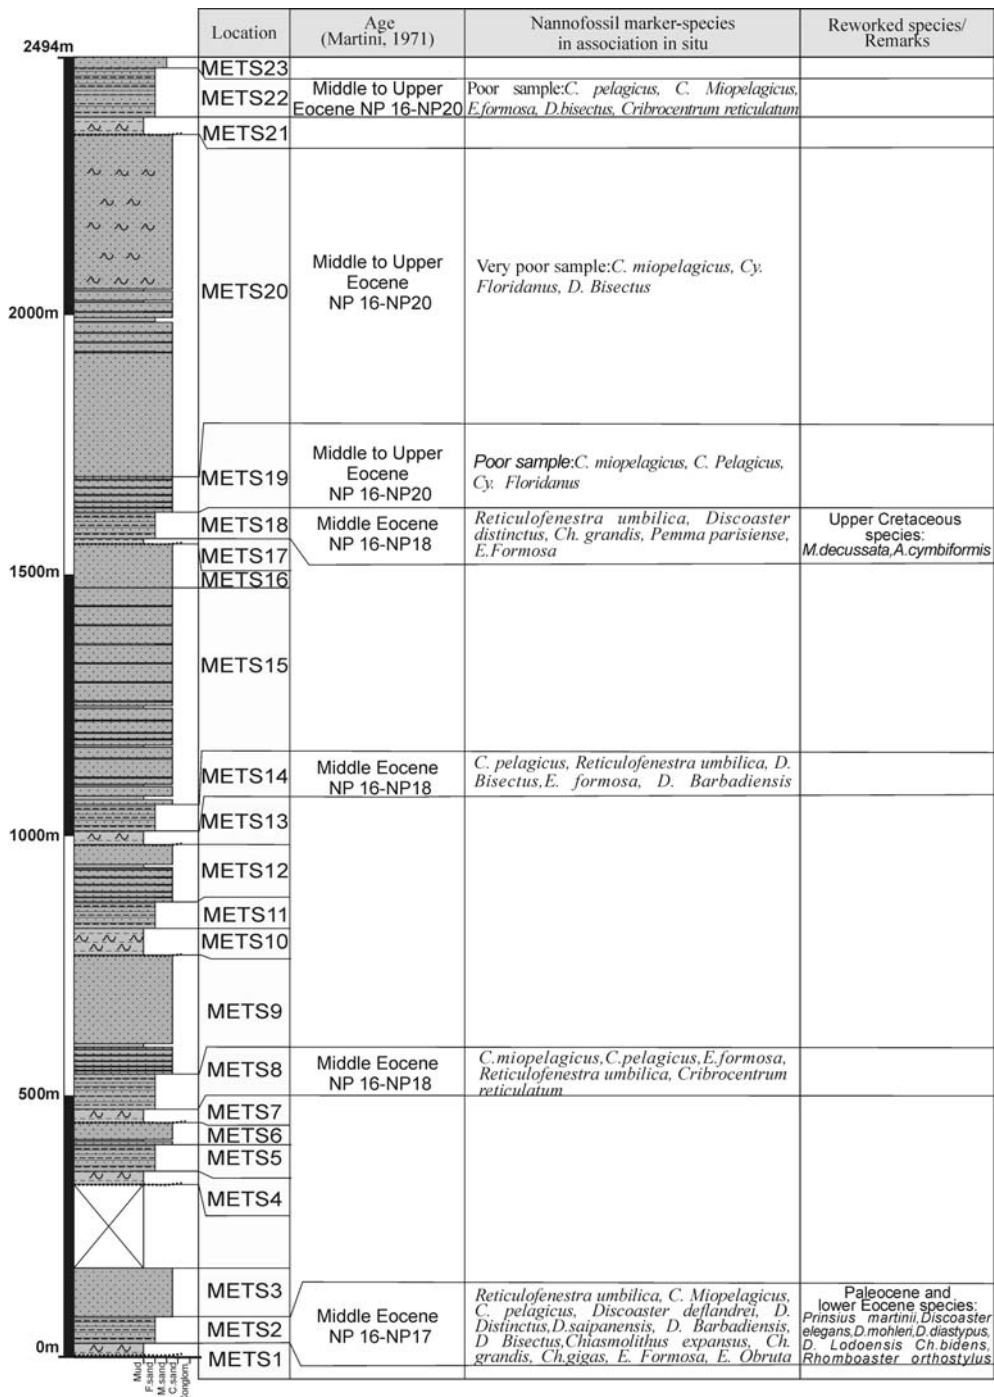 Location
Age
(Martini, 1971)
Nannofossil marker-species
in association in situ
Reworked species/
Remarks
2494m
METS23
METS22
Middle to Upper
Eocene NP 16-NP20
Poor sample:C. pelagicus, C. Miopelagicus,
E.formosa, D.bisectus, Cribrocentrum reticulatum
METS21
METS20
Middle to Upper
Eocene
NP 16-NP20
Very poor sample:C. miopelagicus, Cy.
Floridanus, D. Bisectus
2000m
METS19
Middle to Upper
Eocene
NP 16-NP20
Poor sample:C. miopelagicus, C. Pelagicus,
Cy. Floridanus
METS18
Middle Eocene
NP 16-NP18
Reticulofenestra umbilica, Discoaster
distinctus, Ch. grandis, Pemma parisiense,
E.Formosa
Upper Cretaceous
species:
M.decussata,A.cymbiformis
METS17
1500m
METS16
METS15
METS14
Middle Eocene
NP 16-NP18
C. pelagicus, Reticulofenestra umbilica, D.
Bisectus,E. formosa, D. Barbadiensis
METS13
1000m
METS12
METS11
METS10
METS9
METS8
Middle Eocene
NP 16-NP18
C.miopelagicus,C.pelagicus,E.formosa,
Reticulofenestra umbilica, Cribrocentrum
reticulatum
500m
METS7
METS6
METS5
METS4
METS3
METS2
METS1
Middle Eocene
NP 16-NP17
Reticulofenestra umbilica, C. Miopelagicus,
C. pelagicus, Discoaster deflandrei, D.
Distinctus,D.saipanensis, D. Barbadiensis,
D Bisectus,Chiasmolithus expansus, Ch.
grandis, Ch.gigas, E. Formosa, E. Obruta
Paleocene and
lower Eocene species:
Prinsius martinii,Discoaster
elegans,D.mohleri,D.diastypus,
D. Lodoensis Ch.bidens,
Rhomboaster orthostylus
0m
Mud
F.sand
M.sand
C.sand
onglom.